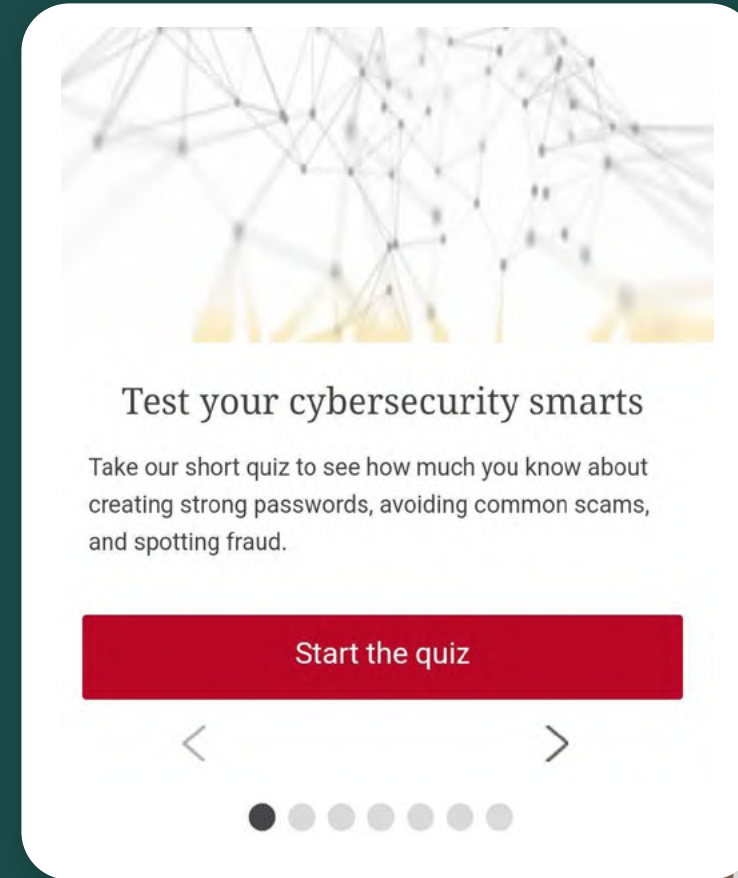 Test your cybersecurity smarts
Take our short quiz to see how much you know about
creating strong passwords, avoiding common scams,
and spotting fraud.
Start the quiz